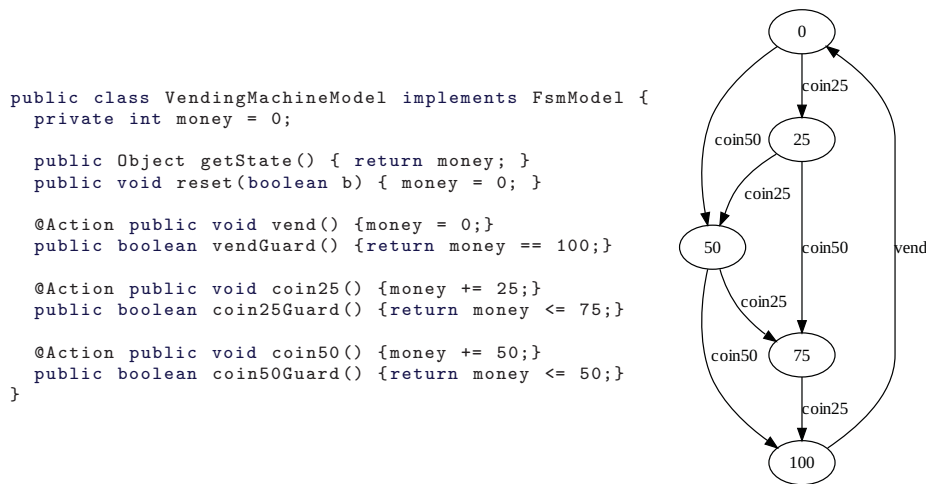 public class VendingMachineModel implements FsmModel {
private int money = 0;
public Object getState() { return money; }
public void reset(boolean b) { money = 0; }
@Action public void vend() {money = 0;}
public boolean vendGuard() {return money == 100;}
@Action public void coin25() {money += 25;}
public boolean coin25Guard() {return money <= 75;}
@Action public void coin50() {money += 50;}
public boolean coin50Guard() {return money <= 50;}
}
0
coin25
coin50
25
coin25
50
coin50
vend
coin25
coin50
75
coin25
100